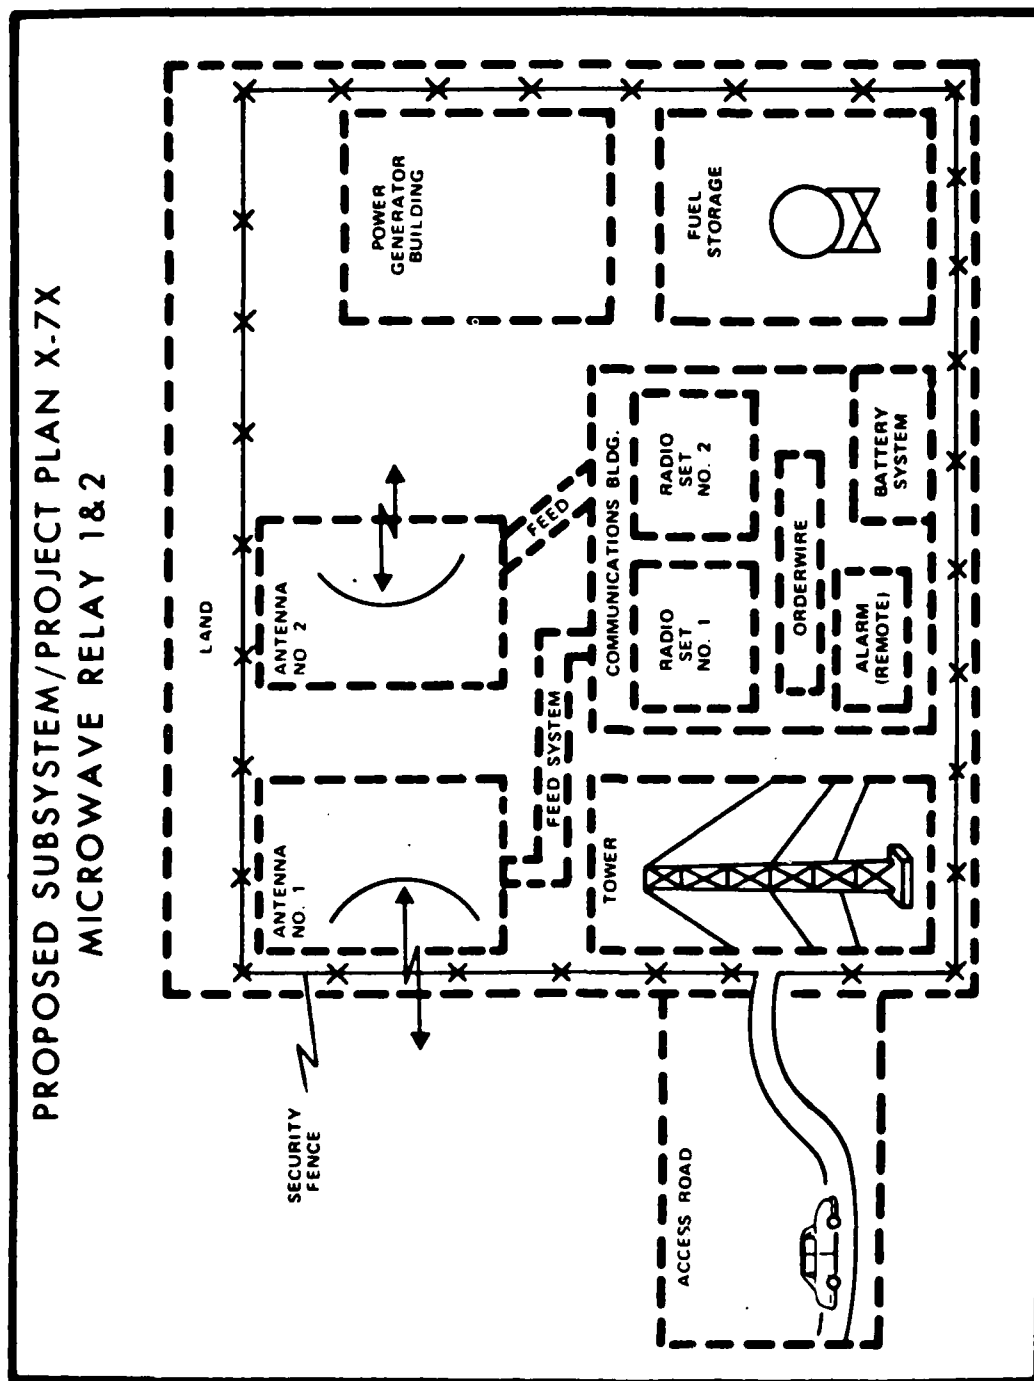 PROPOSED SUBSYSTEM/PROJECT PLAN X-7X
MICROWAVE RELAY 1&2
LAND
SECURITY
FENCE
ANTENNA
NO. 1
ANTENNA
NO 2
POWER
GENERATOR
BUILDING
FEED SYSTEM
FEED
ACCESS ROAD
TOWER
COMMUNICATIONS BLDG.
RADIO
SET
NO. 1
RADIO
SET
NO. 2
ORDERWIRE
ALARM
(REMOTE)
BATTERY
SYSTEM
FUEL
STORAGE